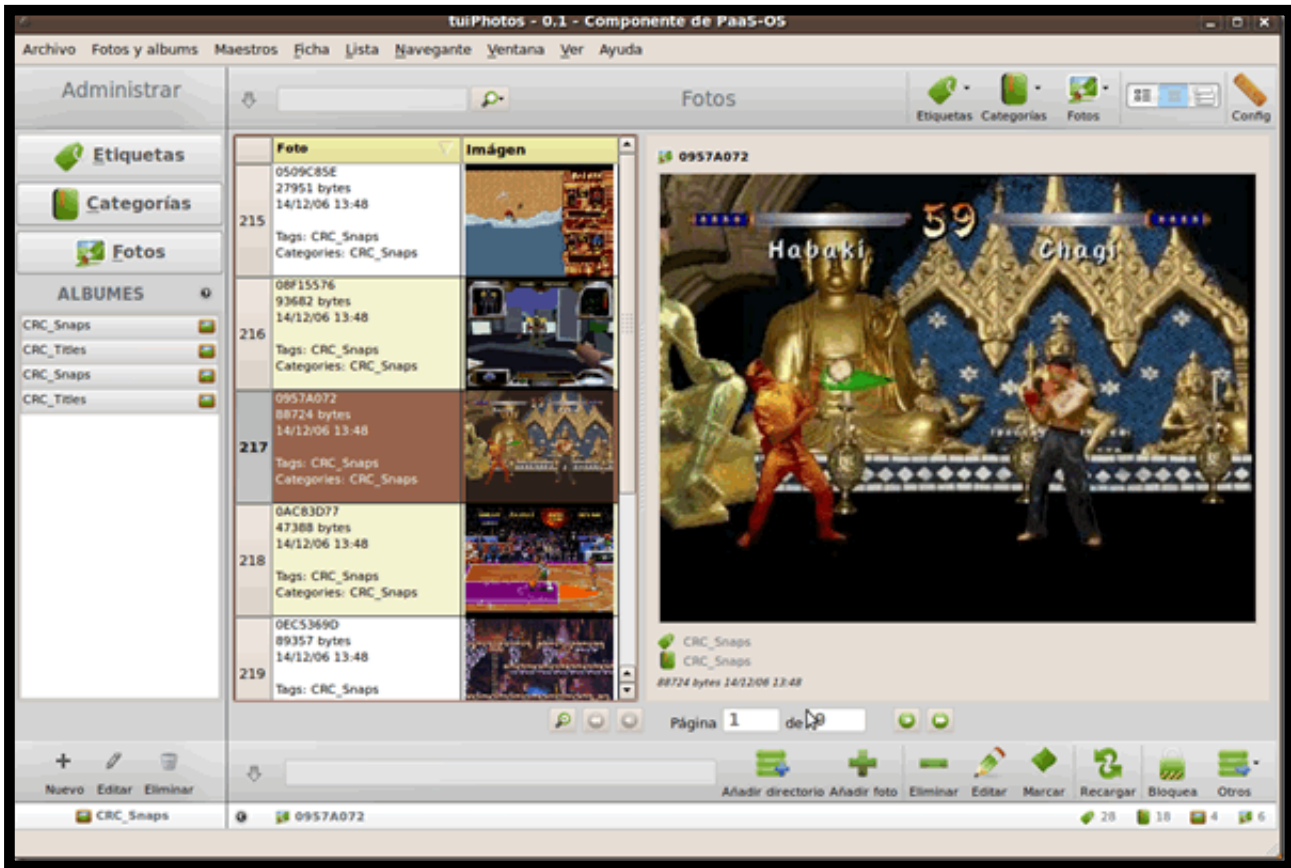 tuiPhotos - 0.1 - Componente de PaaS-OS
Archivo Fotos y albums Maestros Ficha Lista Navegante Ventana Ver Ayuda
Administrar
Fotos
Etiquetas Categorías Fotos Config
Etiquetas
Categorías
Fotos
ALBUMES
CRC_Snaps
CRC_Titles
CRC_Snaps
CRC_Titles
Foto Imágen
215
0509C85E
27951 bytes
14/12/06 13:48
Tags: CRC_Snaps
Categories: CRC_Snaps
216
08F15576
93682 bytes
14/12/06 13:48
Tags: CRC_Snaps
Categories: CRC_Snaps
217
0957A072
88724 bytes
14/12/06 13:48
Tags: CRC_Snaps
Categories: CRC_Snaps
218
0AC83D77
47388 bytes
14/12/06 13:48
Tags: CRC_Snaps
Categories: CRC_Snaps
219
0EC5369D
89357 bytes
14/12/06 13:48
Tags: CRC_Snaps
0957A072
59
Habaki Chagi
CRC_Snaps
CRC_Snaps
88724 bytes 14/12/06 13:48
Página 1 de
Nuevo Editar Eliminar
Añadir directorio Añadir foto Eliminar Editar Marcar Recargar Bloquea Otros
CRC_Snaps
0957A072
28 18 4 6